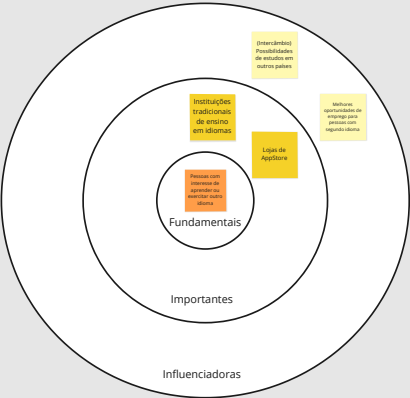 (Intercâmbio)
Possibilidades
de estudos em
outros países
Melhores
oportunidades de
emprego para
pessoas com
segundo idioma
Instituições
tradicionais
de ensino
em idiomas
Lojas de
AppStore
Pessoas com
interesse de
aprender ou
exercitar outro
idioma
Fundamentais
Importantes
Influenciadoras